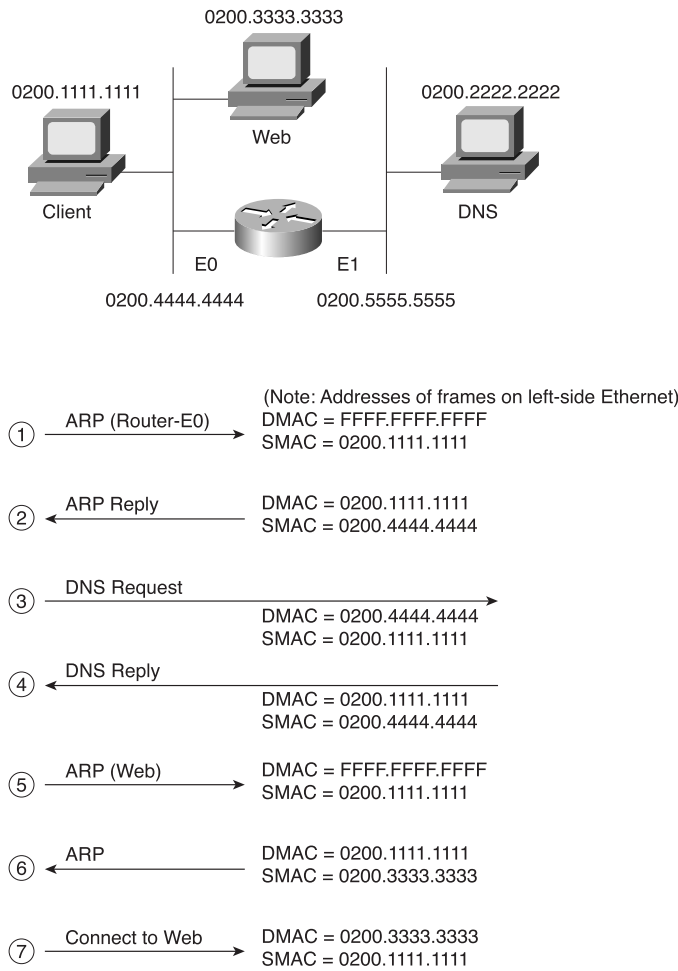 0200.3333.3333
0200.1111.1111
0200.2222.2222
Web
Client
DNS
E0
E1
0200.4444.4444
0200.5555.5555
(Note: Addresses of frames on left-side Ethernet)
1
ARP (Router-E0)
DMAC = FFFF.FFFF.FFFF
SMAC = 0200.1111.1111
2
ARP Reply
DMAC = 0200.1111.1111
SMAC = 0200.4444.4444
3
DNS Request
DMAC = 0200.4444.4444
SMAC = 0200.1111.1111
4
DNS Reply
DMAC = 0200.1111.1111
SMAC = 0200.4444.4444
5
ARP (Web)
DMAC = FFFF.FFFF.FFFF
SMAC = 0200.1111.1111
6
ARP
DMAC = 0200.1111.1111
SMAC = 0200.3333.3333
7
Connect to Web
DMAC = 0200.3333.3333
SMAC = 0200.1111.1111